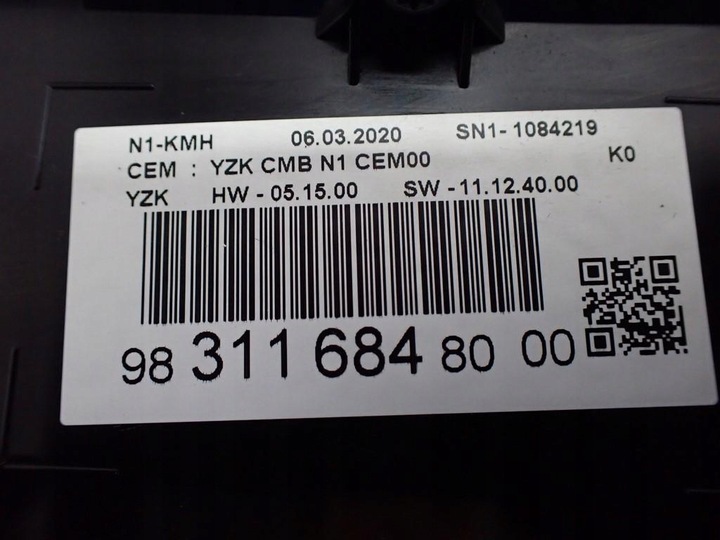 N1-KMH 06.03.2020 SN1-1084219
CEM : YZK CMB N1 CEM00 K0
YZK HW -05.15.00 SW -11.12.40.00
98 311 684 80 00